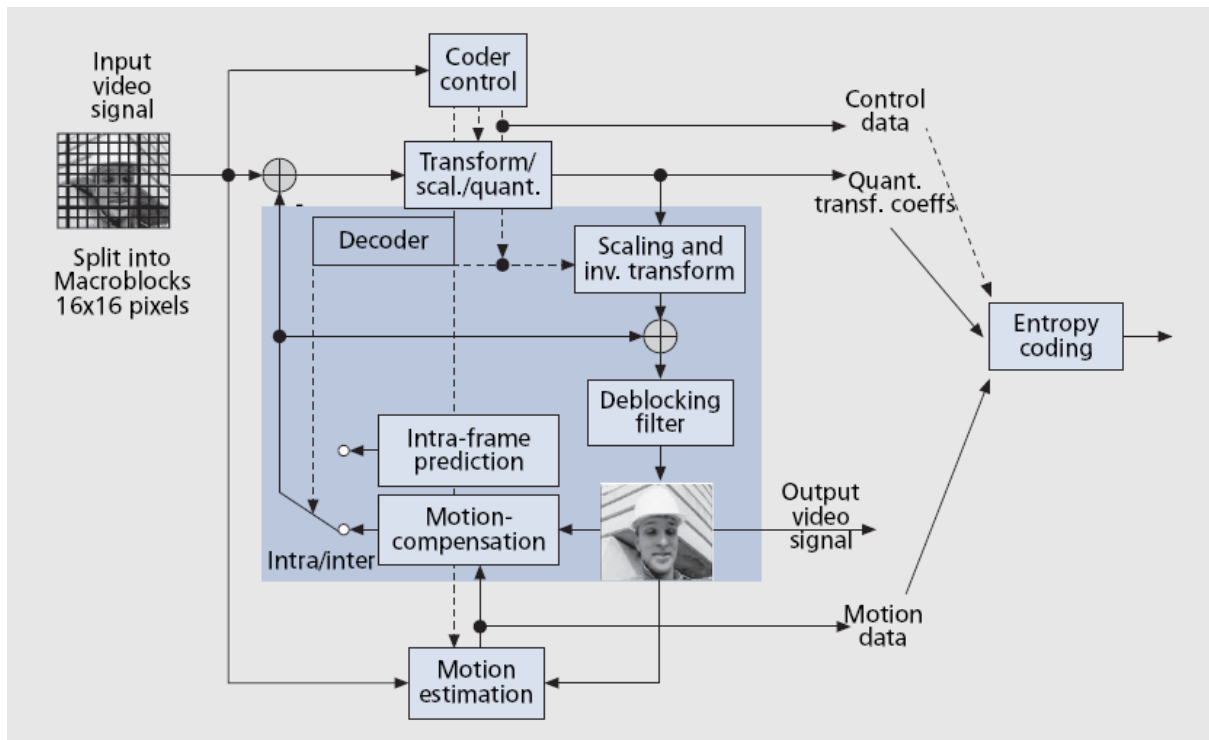 Input
video
signal
Split into
Macroblocks
16x16 pixels
Coder
control
Transform/
scal./quant.
-
Decoder
Scaling and
inv. transform
Deblocking
filter
Intra-frame
prediction
Motion-
compensation
Intra/inter
Motion
estimation
Control
data
Quant.
transf. coeffs
Entropy
coding
Output
video
signal
Motion
data